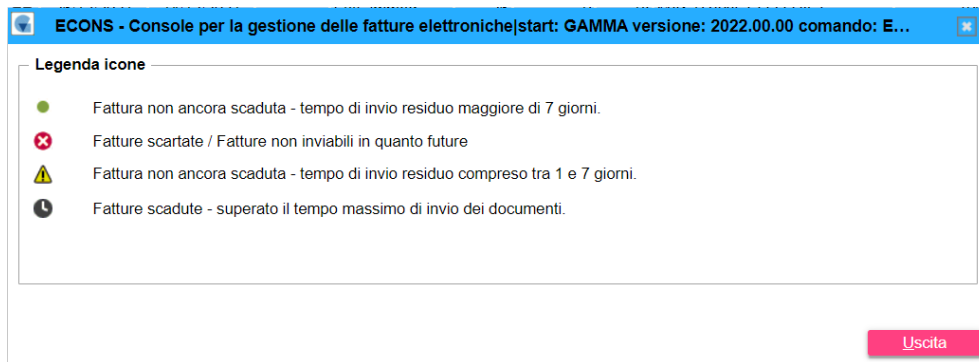 ECONS - Console per la gestione delle fatture elettroniche|start: GAMMA versione: 2022.00.00 comando: E...
Legenda icone
Fattura non ancora scaduta - tempo di invio residuo maggiore di 7 giorni.
Fatture scartate / Fatture non inviabili in quanto future
Fattura non ancora scaduta - tempo di invio residuo compreso tra 1 e 7 giorni.
Fatture scadute - superato il tempo massimo di invio dei documenti.
Uscita